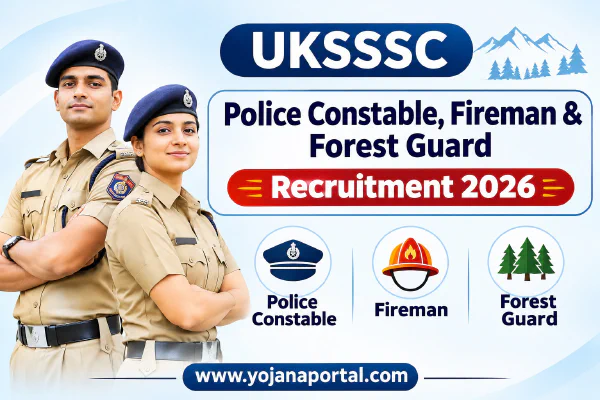 UKSSSC
Police Constable, Fireman &
Forest Guard
Recruitment 2026
Police
Constable
Fireman
Forest
Guard
www.yojanaportal.com